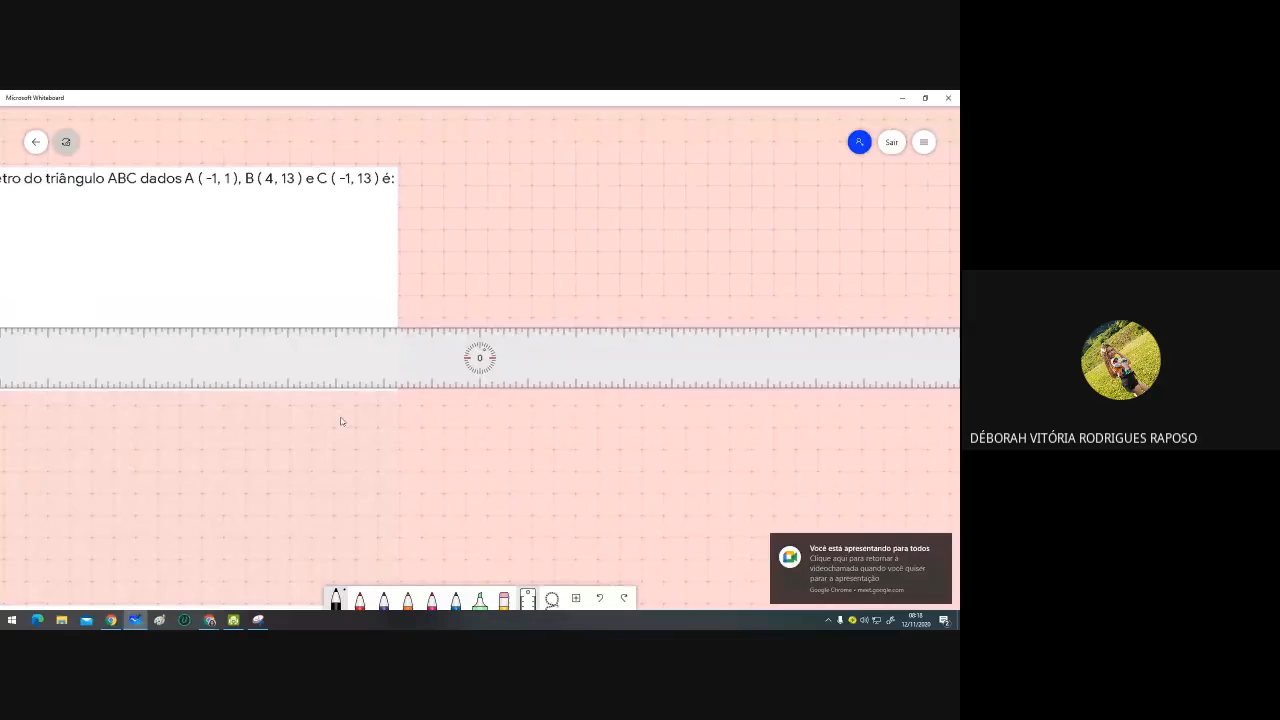 Microsoft Whiteboard
Sair
etro do triângulo ABC dados A ( -1, 1 ), B ( 4, 13 ) e C ( -1, 13 ) é:
0
DÉBORAH VITÓRIA RODRIGUES RAPOSO
Você está apresentando para todos
Clique aqui para retornar à
videochamada quando você quiser
parar a apresentação
Google Chrome • meet.google.com
08:18
12/11/2020